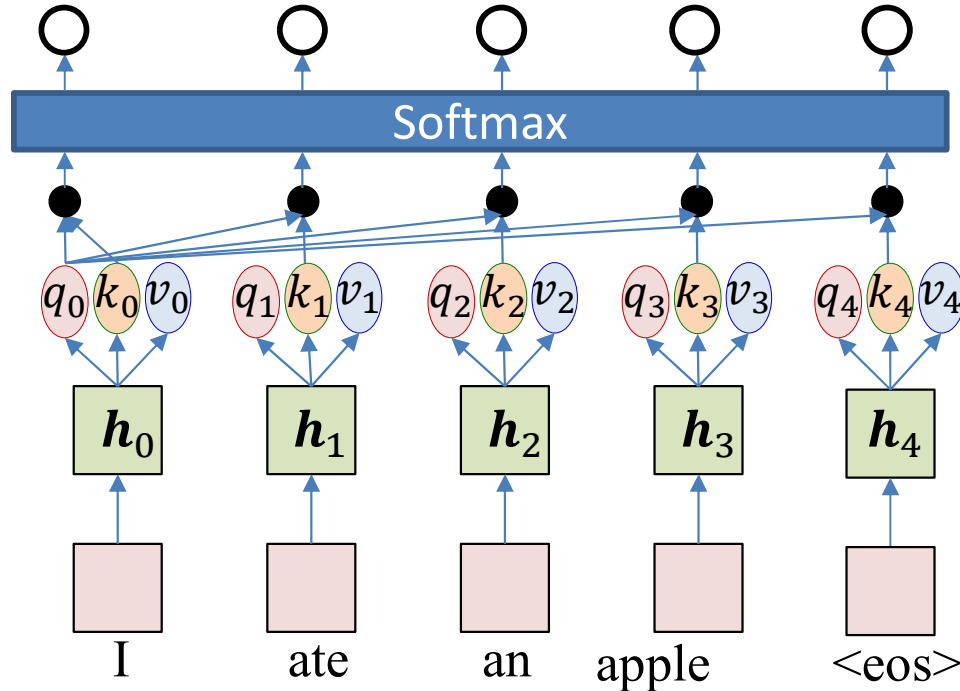 Softmax
q₀ k₀ v₀ q₁ k₁ v₁ q₂ k₂ v₂ q₃ k₃ v₃ q₄ k₄ v₄
h₀ h₁ h₂ h₃ h₄
I ate an apple <eos>